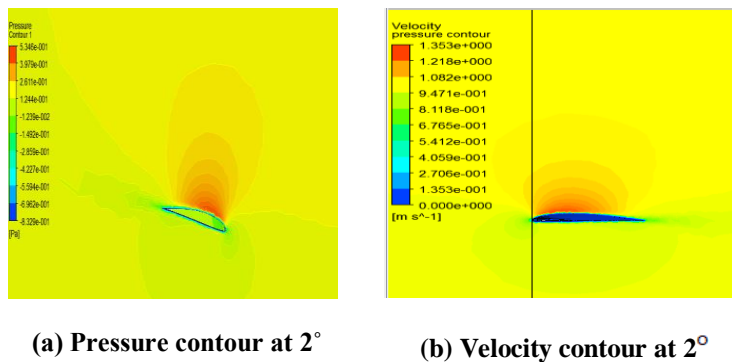 Pressure
Contour 1
5.346e-001
3.979e-001
2.611e-001
1.244e-001
-1.239e-002
-1.492e-001
-2.859e-001
-4.227e-001
-5.594e-001
-6.962e-001
-8.329e-001
[Pa]
Velocity
pressure contour
1.353e+000
1.218e+000
1.082e+000
9.471e-001
8.118e-001
6.765e-001
5.412e-001
4.059e-001
2.706e-001
1.353e-001
0.000e+000
[m s^-1]
(a) Pressure contour at 2°
(b) Velocity contour at 2°